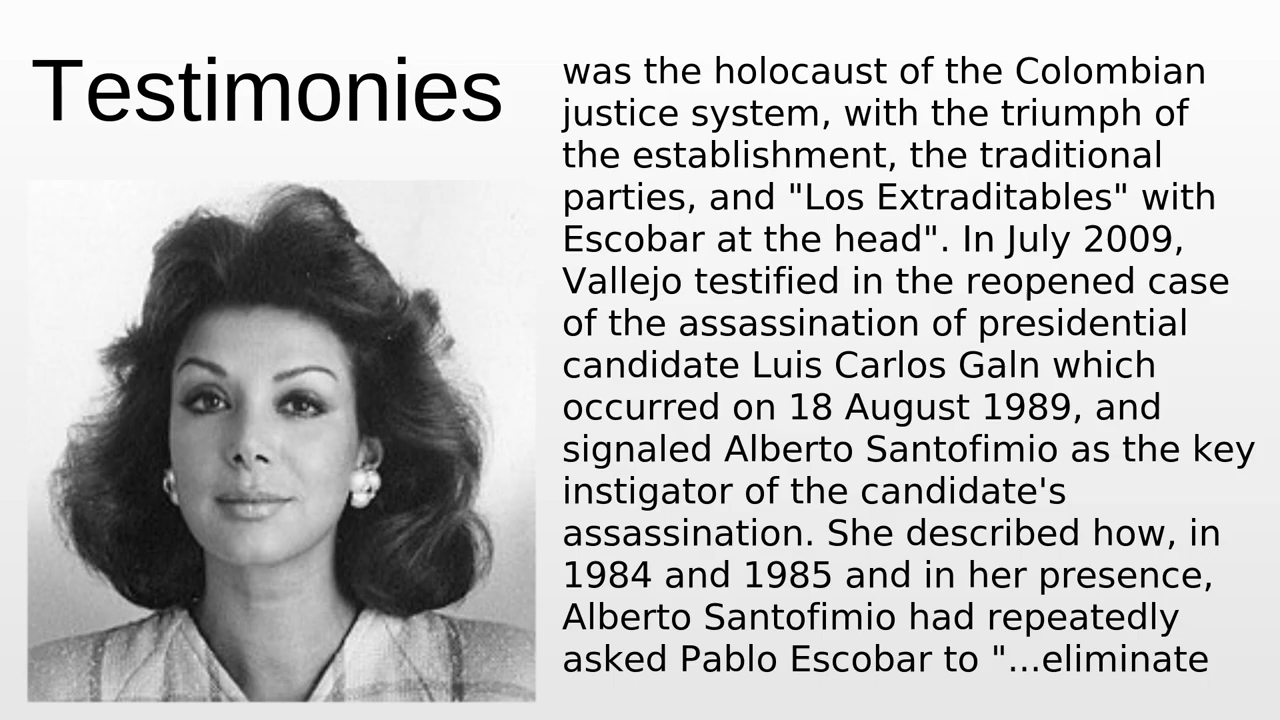 Testimonies
was the holocaust of the Colombian
justice system, with the triumph of
the establishment, the traditional
parties, and "Los Extraditables" with
Escobar at the head". In July 2009,
Vallejo testified in the reopened case
of the assassination of presidential
candidate Luis Carlos Galn which
occurred on 18 August 1989, and
signaled Alberto Santofimio as the key
instigator of the candidate's
assassination. She described how, in
1984 and 1985 and in her presence,
Alberto Santofimio had repeatedly
asked Pablo Escobar to "...eliminate